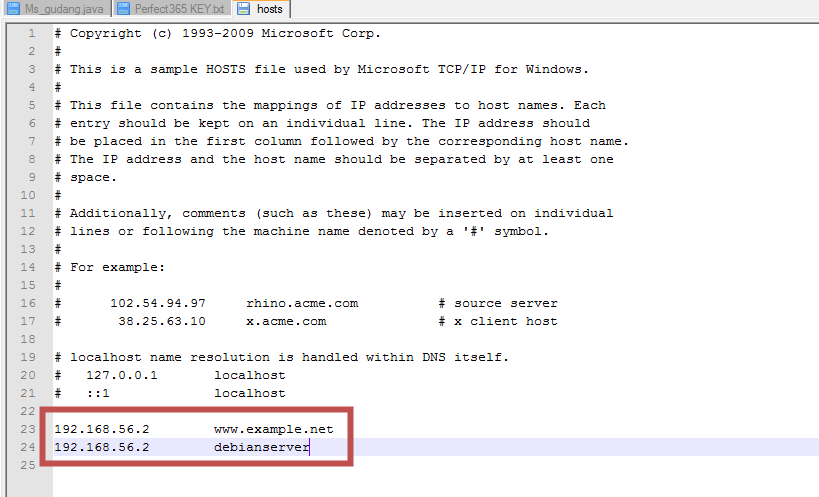 Ms_gudang.java Perfect365 KEY.txt hosts
1 # Copyright (c) 1993-2009 Microsoft Corp.
2 #
3 # This is a sample HOSTS file used by Microsoft TCP/IP for Windows.
4 #
5 # This file contains the mappings of IP addresses to host names. Each
6 # entry should be kept on an individual line. The IP address should
7 # be placed in the first column followed by the corresponding host name.
8 # The IP address and the host name should be separated by at least one
9 # space.
10 #
11 # Additionally, comments (such as these) may be inserted on individual
12 # lines or following the machine name denoted by a '#' symbol.
13 #
14 # For example:
15 #
16 #      102.54.94.97     rhino.acme.com          # source server
17 #       38.25.63.10     x.acme.com              # x client host
18
19 # localhost name resolution is handled within DNS itself.
20 #   127.0.0.1       localhost
21 #   ::1             localhost
22
23 192.168.56.2        www.example.net
24 192.168.56.2        debianserver
25